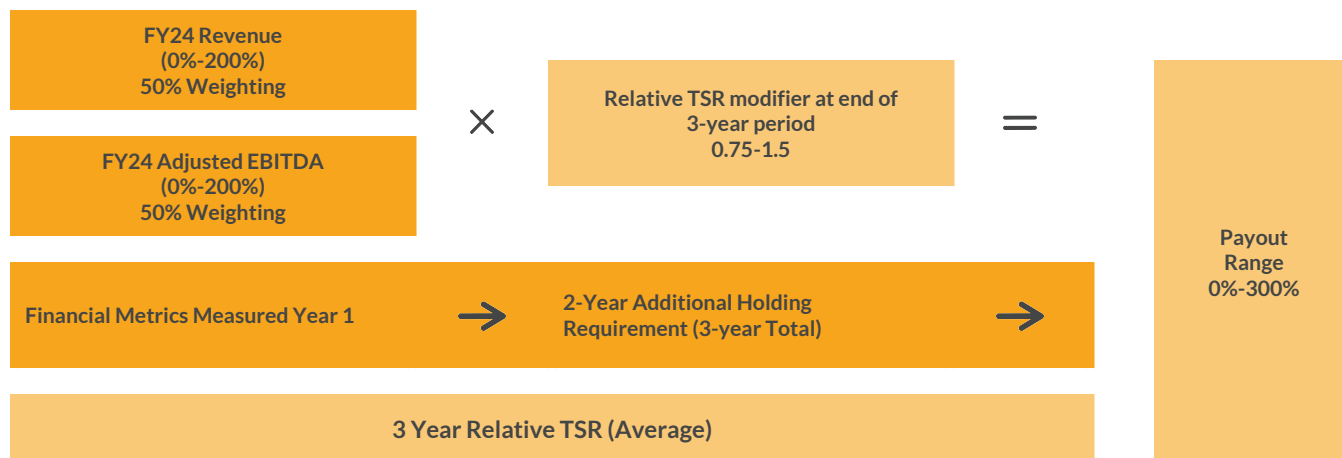 FY24 Revenue
(0%-200%)
50% Weighting
FY24 Adjusted EBITDA
(0%-200%)
50% Weighting
×
Relative TSR modifier at end of
3-year period
0.75-1.5
=
Financial Metrics Measured Year 1
→
2-Year Additional Holding
Requirement (3-year Total)
→
3 Year Relative TSR (Average)
Payout
Range
0%-300%